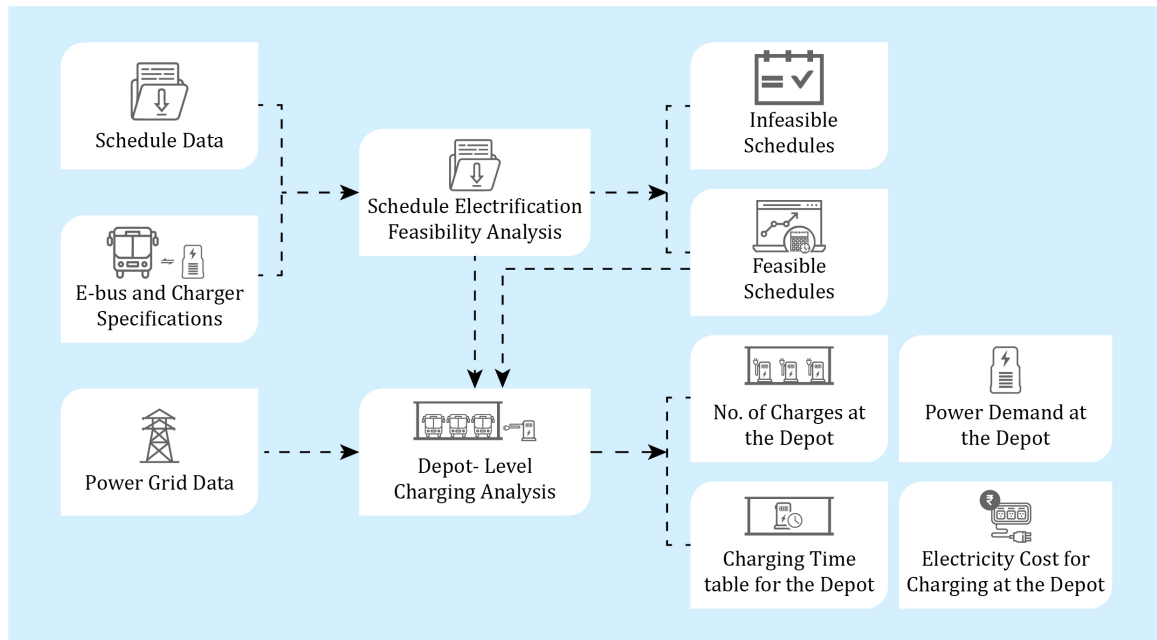 Schedule Data
E-bus and Charger
Specifications
Power Grid Data
Schedule Electrification
Feasibility Analysis
Depot- Level
Charging Analysis
Infeasible
Schedules
Feasible
Schedules
No. of Charges at
the Depot
Power Demand at
the Depot
Charging Time
table for the Depot
₹
Electricity Cost for
Charging at the Depot